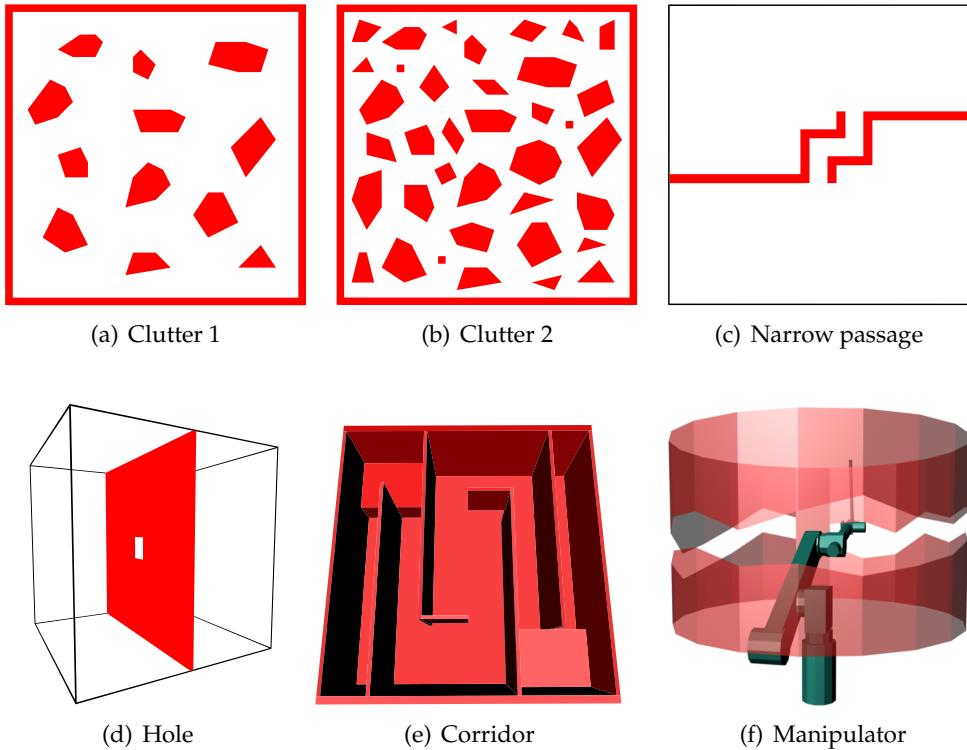 (a) Clutter 1
(b) Clutter 2
(c) Narrow passage
(d) Hole
(e) Corridor
(f) Manipulator